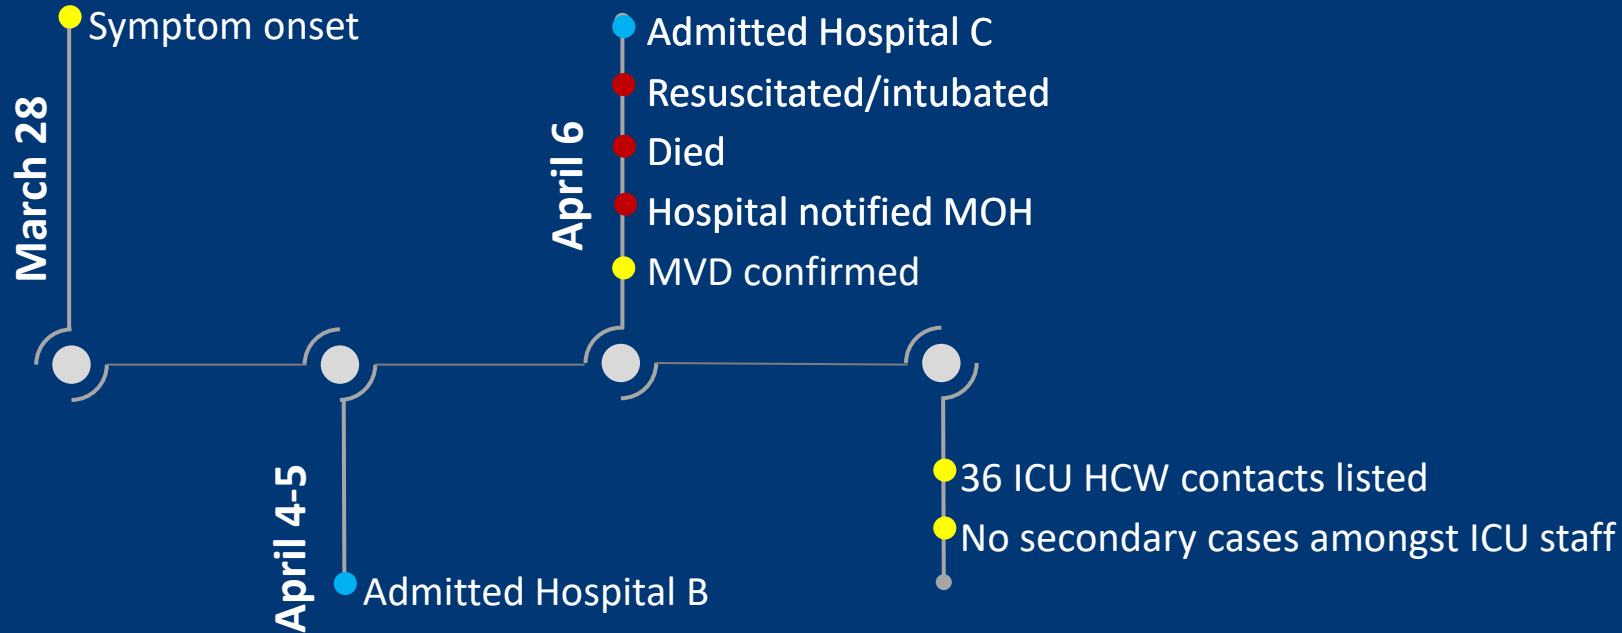 March 28
Symptom onset
April 4-5
Admitted Hospital B
April 6
Admitted Hospital C
Resuscitated/intubated
Died
Hospital notified MOH
MVD confirmed
36 ICU HCW contacts listed
No secondary cases amongst ICU staff